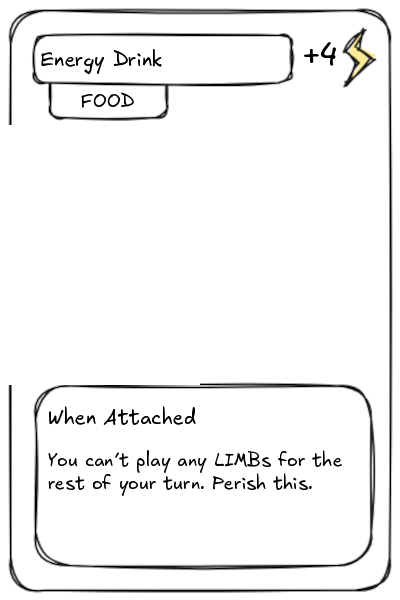 Energy Drink
+4
FOOD
When Attached
You can't play any LIMBs for the
rest of your turn. Perish this.